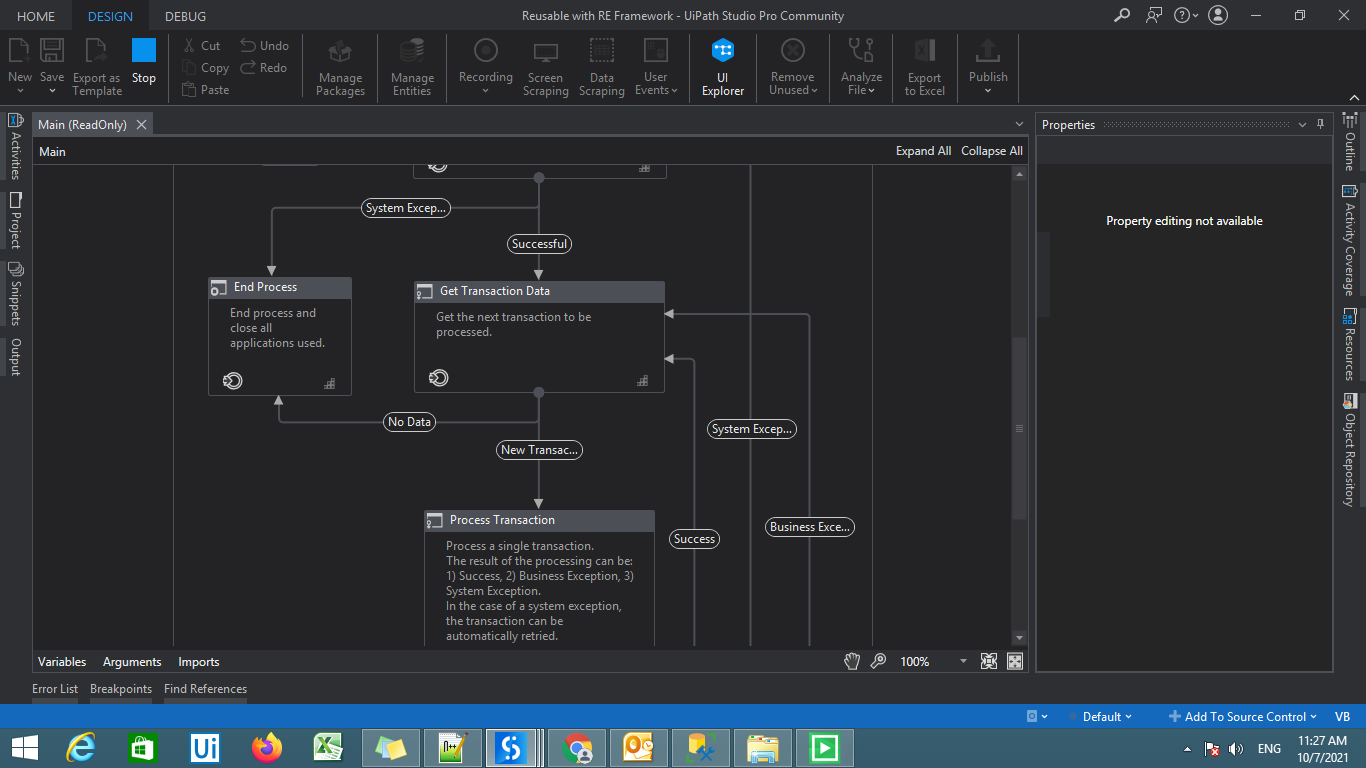 HOME
DESIGN
DEBUG
Reusable with RE Framework - UiPath Studio Pro Community
New
Save
Export as
Template
Stop
Cut
Copy
Paste
Undo
Redo
Manage
Packages
Manage
Entities
Recording
Screen
Scraping
Data
Scraping
User
Events
UI
Explorer
Remove
Unused
Analyze
File
Export
to Excel
Publish
Main (ReadOnly)
Main
Expand All
Collapse All
Activities
Project
Snippets
Output
System Excep...
Successful
End Process
End process and
close all
applications used.
Get Transaction Data
Get the next transaction to be
processed.
No Data
New Transac...
System Excep...
Business Exce...
Success
Process Transaction
Process a single transaction.
The result of the processing can be:
1) Success, 2) Business Exception, 3)
System Exception.
In the case of a system exception,
the transaction can be
automatically retried.
Properties
Property editing not available
Outline
Activity Coverage
Resources
Object Repository
Variables
Arguments
Imports
100%
Error List
Breakpoints
Find References
Default
Add To Source Control
VB
Ui
N++
ENG
11:27 AM
10/7/2021